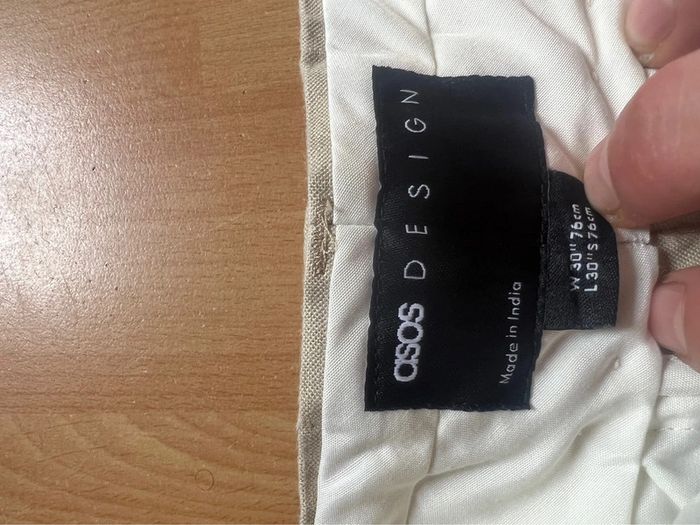 asos DESIGN
Made in India
W 30" 76cm
L 30" S 76cm